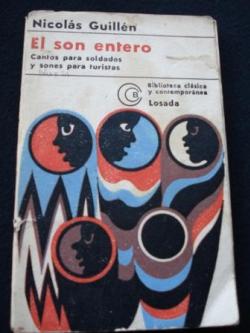 Nicolás Guillén
El son entero
Cantos para soldados
y sones para turistas
Biblioteca clásica
y contemporánea
Losada